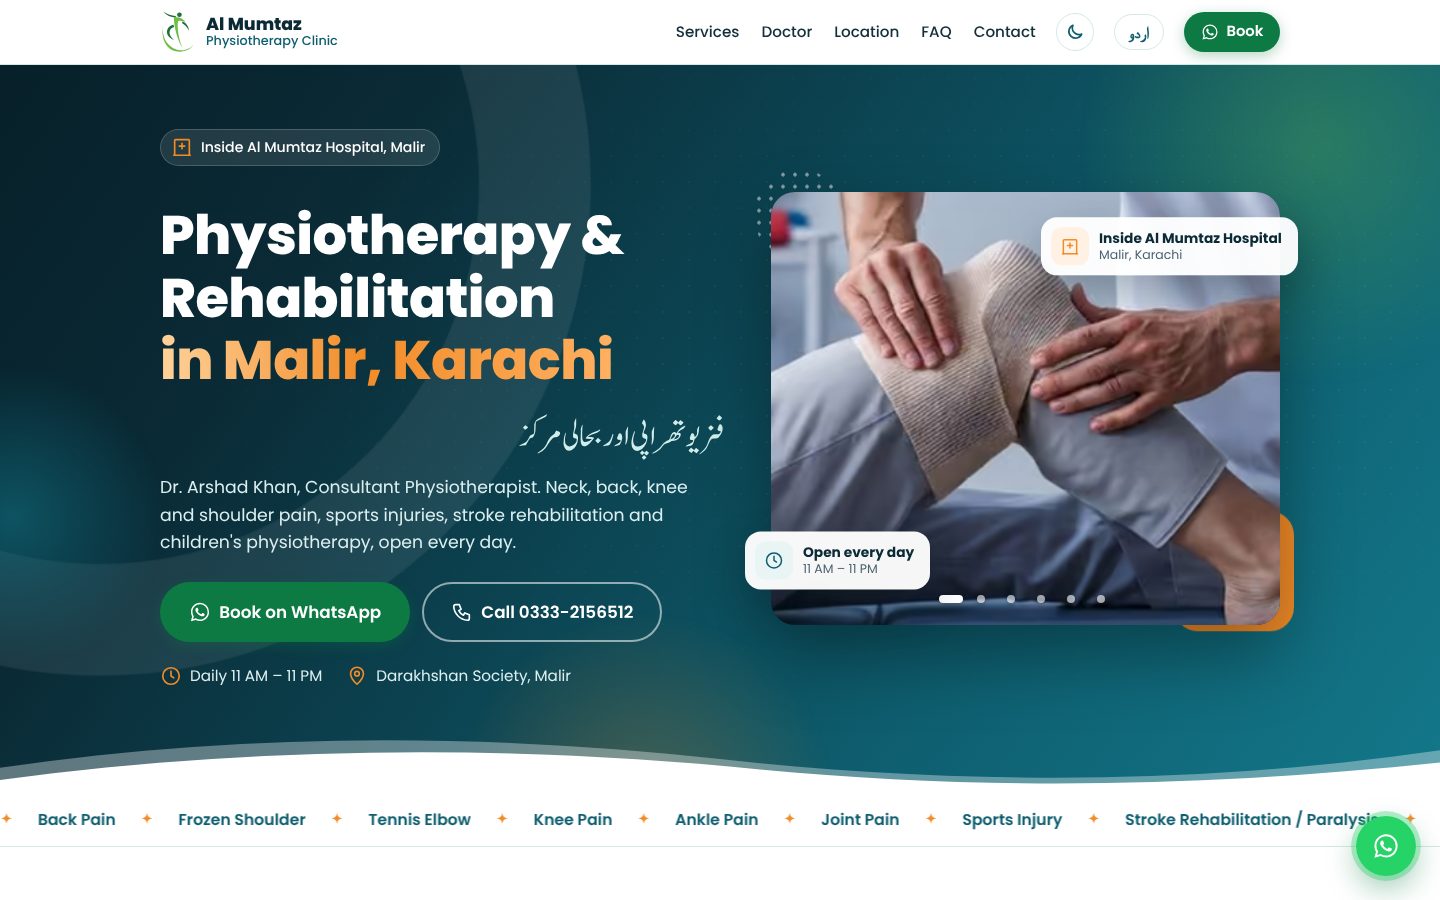 Al Mumtaz
Physiotherapy Clinic
Services
Doctor
Location
FAQ
Contact
اردو
Book
Inside Al Mumtaz Hospital, Malir
Physiotherapy &
Rehabilitation
in Malir, Karachi
فزیوتھراپی اور بحالی مرکز
Dr. Arshad Khan, Consultant Physiotherapist. Neck, back, knee
and shoulder pain, sports injuries, stroke rehabilitation and
children's physiotherapy, open every day.
Book on WhatsApp
Call 0333-2156512
Daily 11 AM – 11 PM
Darakhshan Society, Malir
Inside Al Mumtaz Hospital
Malir, Karachi
Open every day
11 AM – 11 PM
Back Pain
Frozen Shoulder
Tennis Elbow
Knee Pain
Ankle Pain
Joint Pain
Sports Injury
Stroke Rehabilitation / Paralysis